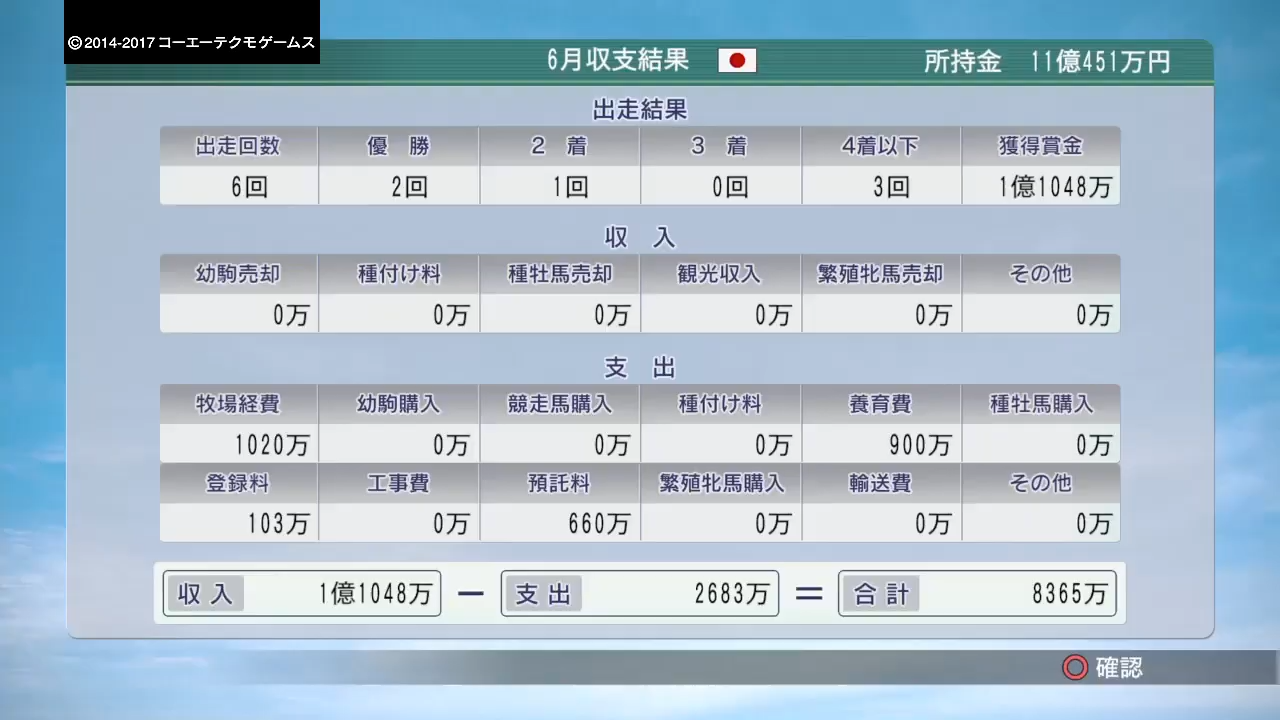 ©2014-2017 コーエーテクモゲームス
6月収支結果 所持金 11億451万円
出走結果
出走回数 優 勝 2 着 3 着 4着以下 獲得賞金
6回 2回 1回 0回 3回 1億1048万
収 入
幼駒売却 種付け料 種牡馬売却 観光収入 繁殖牝馬売却 その他
0万 0万 0万 0万 0万 0万
支 出
牧場経費 幼駒購入 競走馬購入 種付け料 養育費 種牡馬購入
1020万 0万 0万 0万 900万 0万
登録料 工事費 預託料 繁殖牝馬購入 輸送費 その他
103万 0万 660万 0万 0万 0万
収 入 1億1048万 － 支 出 2683万 ＝ 合 計 8365万
確認